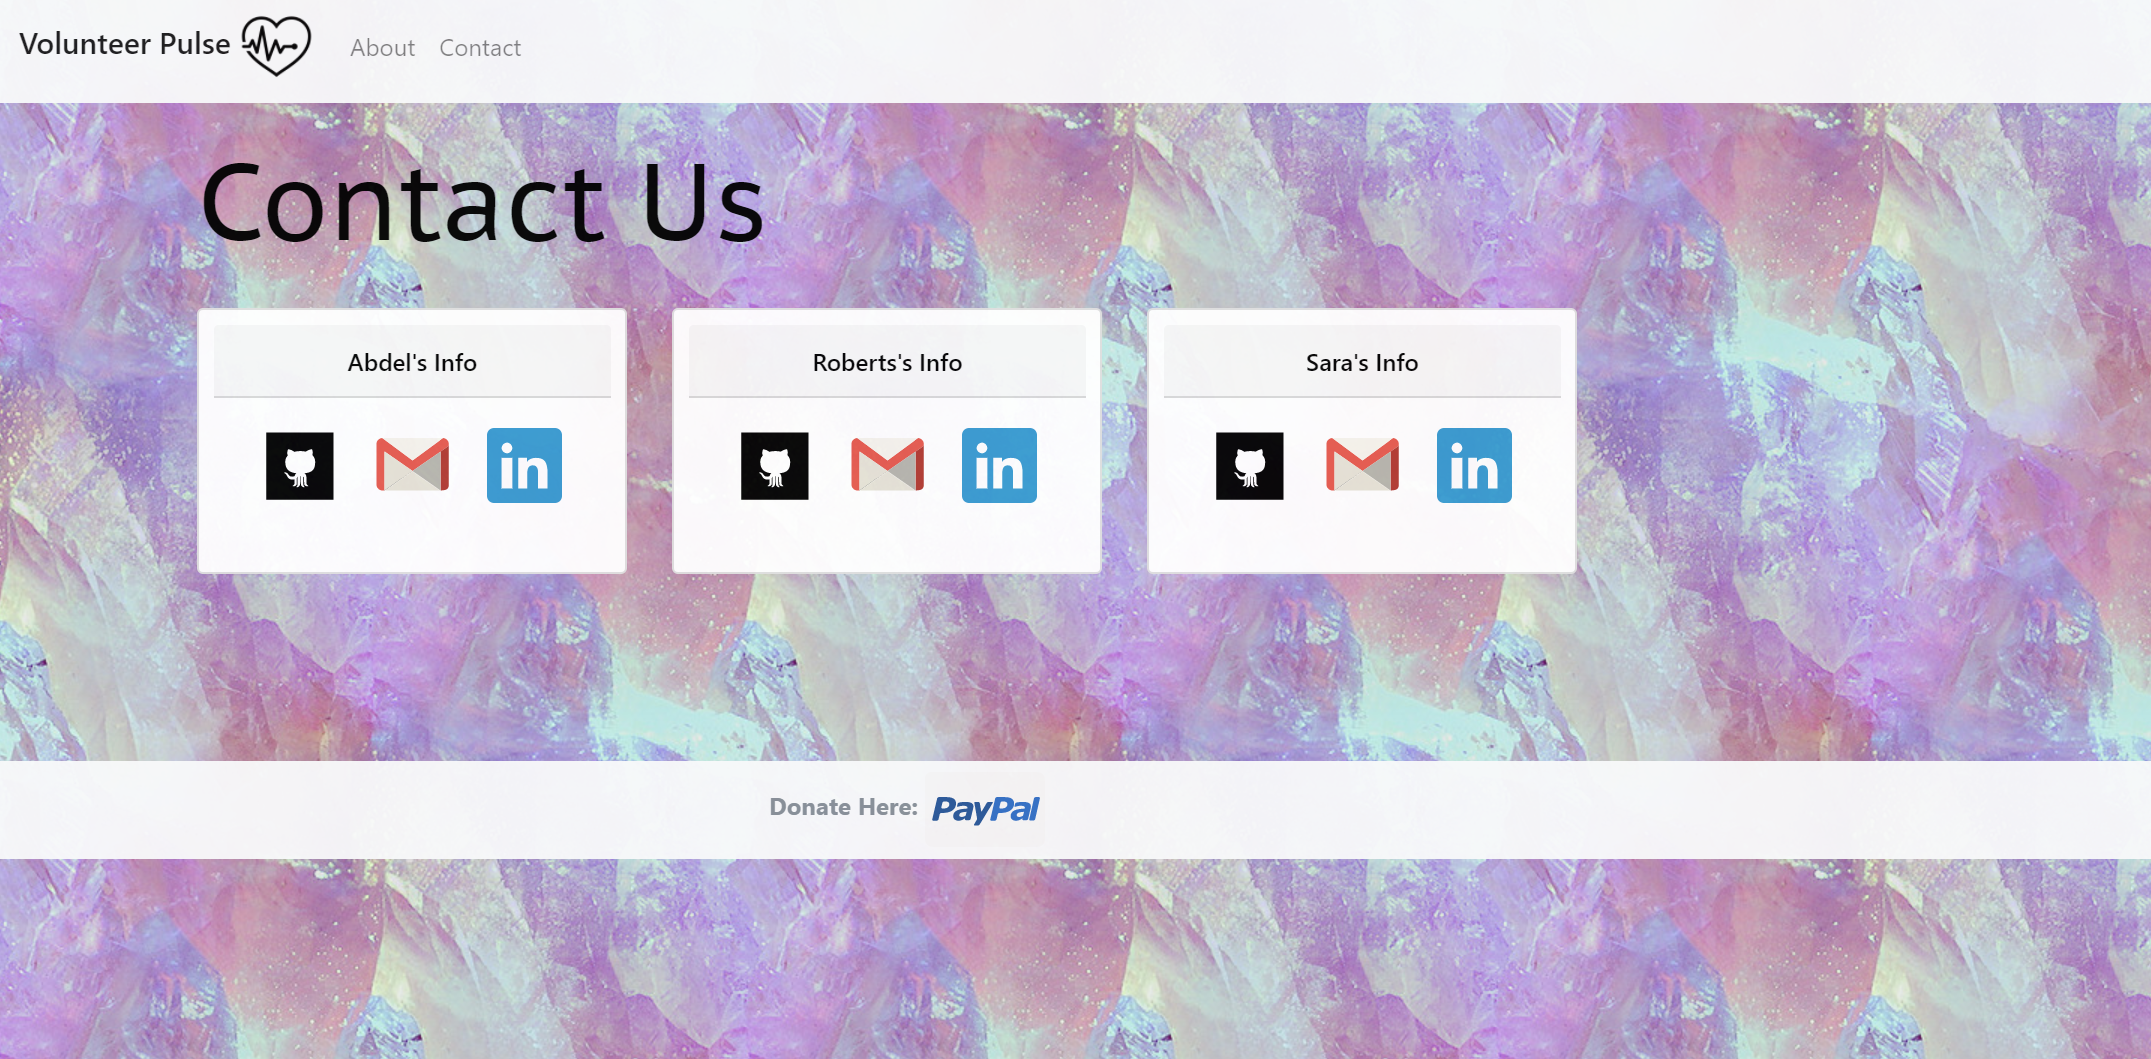 Volunteer Pulse About Contact
Contact Us
Abdel's Info
in
Roberts's Info
in
Sara's Info
in
Donate Here: PayPal